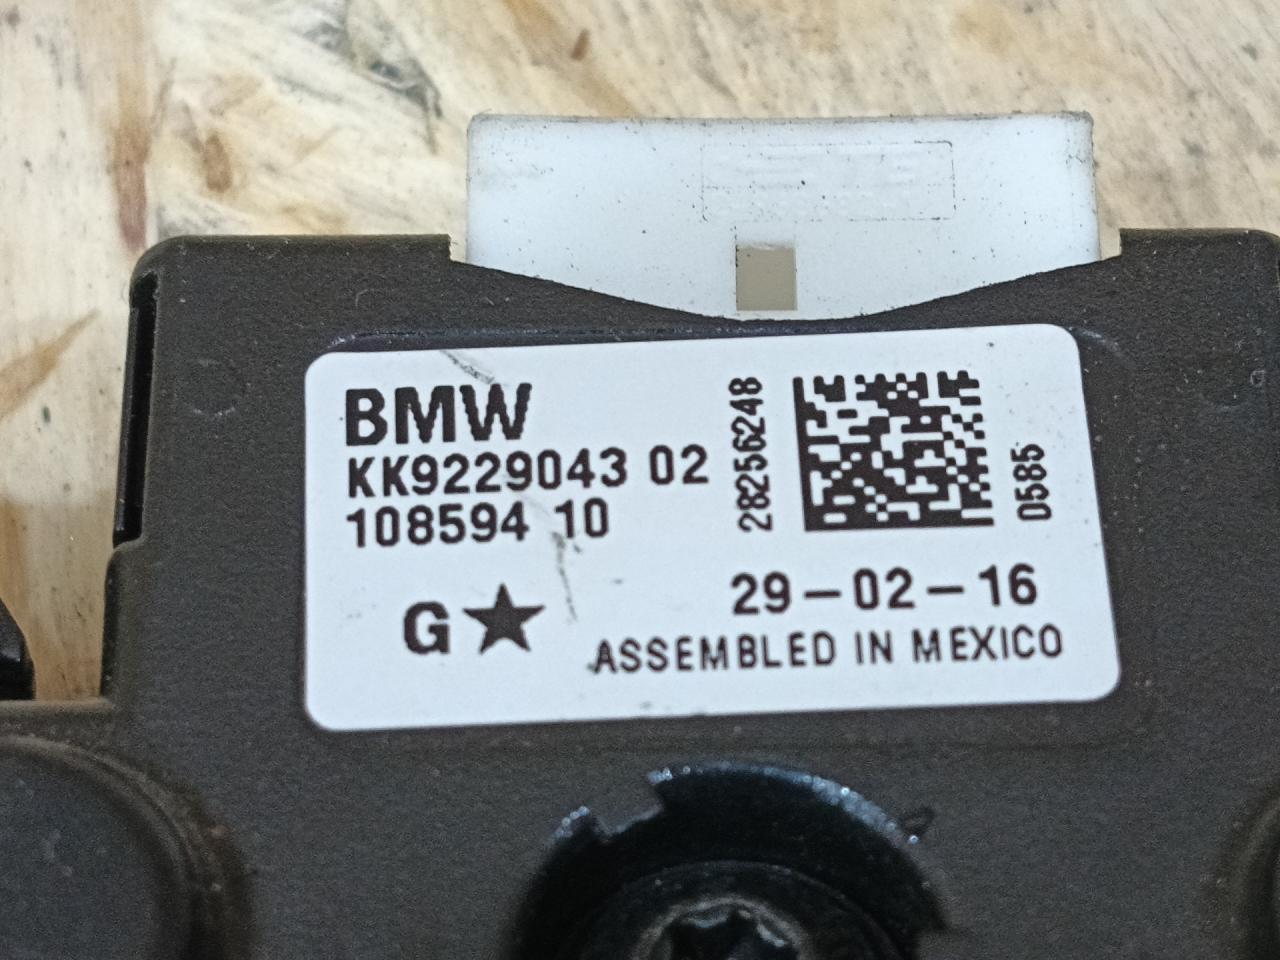 BMW
KK9229043 02
108594 10
28256248
0585
G★
29-02-16
ASSEMBLED IN MEXICO